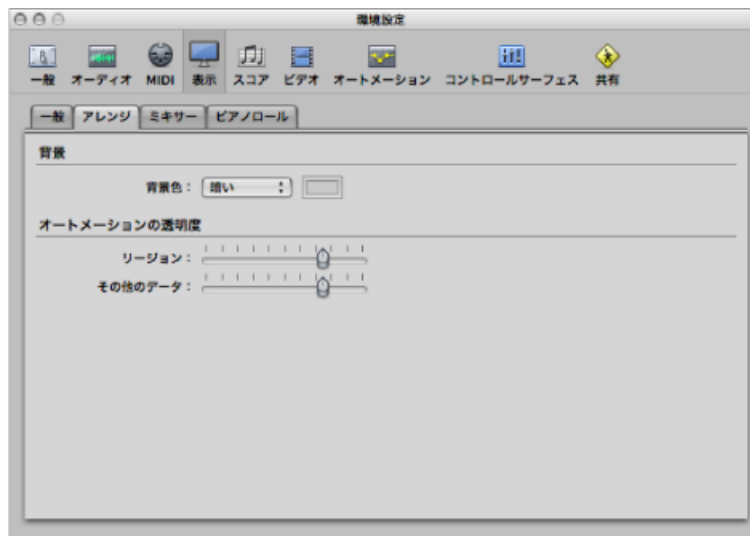 環境設定
一般 オーディオ MIDI 表示 スコア ビデオ オートメーション コントロールサーフェス 共有
一般 アレンジ ミキサー ピアノロール
背景
背景色： 暗い
オートメーションの透明度
リージョン：
その他のデータ：